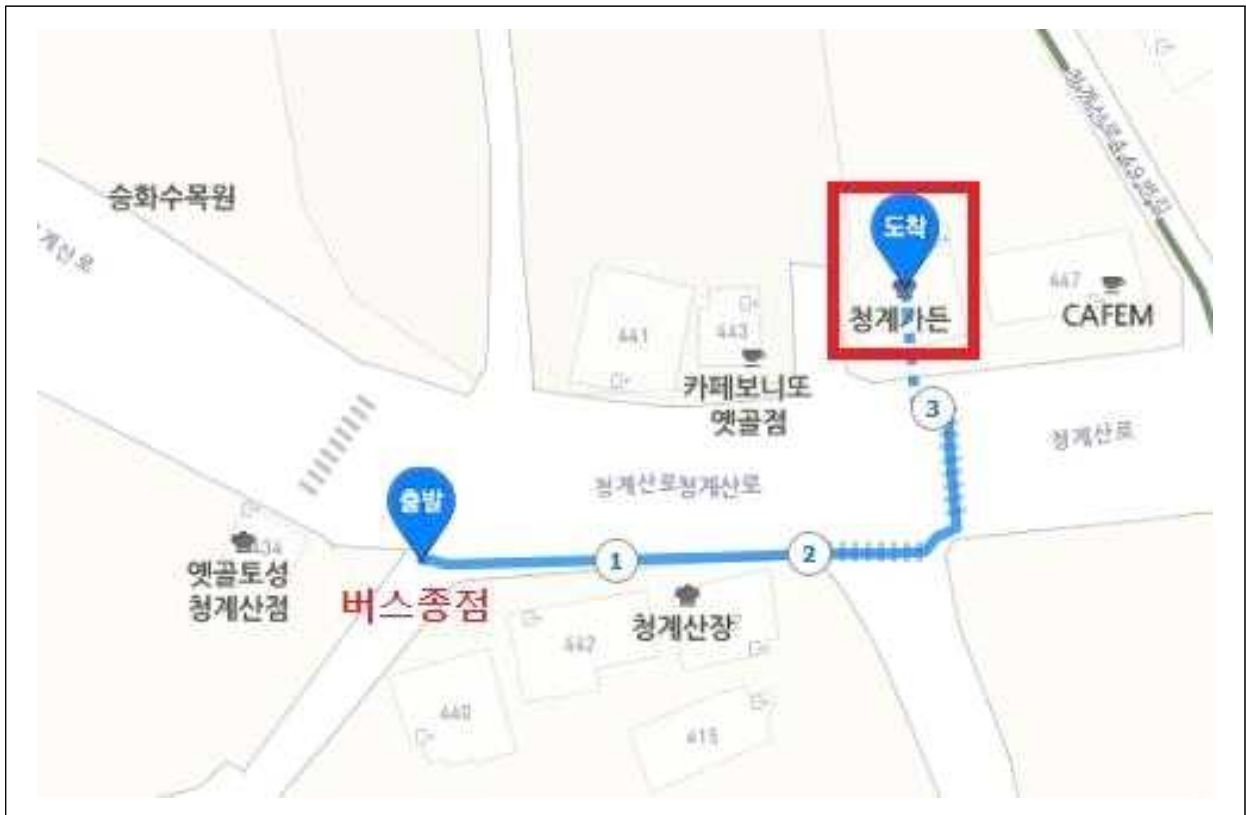 승화수목원
도착
447
441
443
청계가든
CAFEM
카페보니또
옛골점
3
청계산로
청계산로청계산로
출발
434
1
2
옛골토성
청계산점
버스종점
청계산장
442
440
415